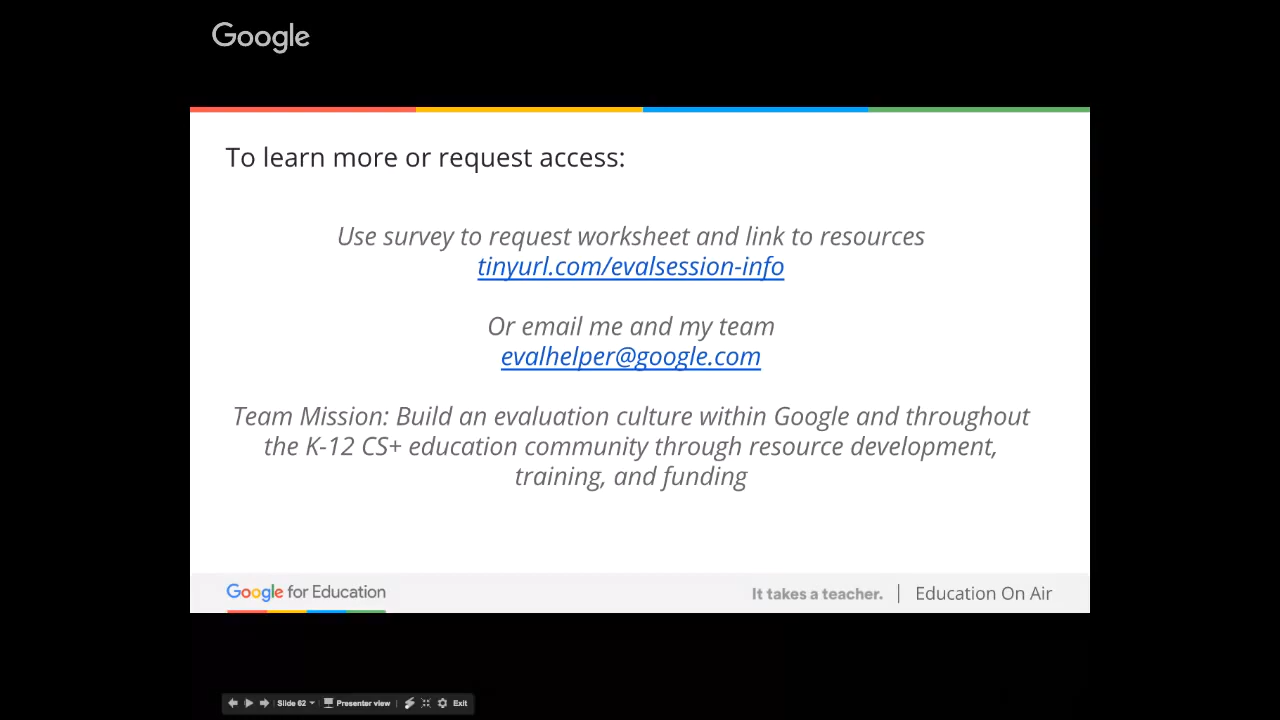 Google
To learn more or request access:
Use survey to request worksheet and link to resources
tinyurl.com/evalsession-info
Or email me and my team
evalhelper@google.com
Team Mission: Build an evaluation culture within Google and throughout
the K-12 CS+ education community through resource development,
training, and funding
Google for Education
It takes a teacher. | Education On Air
Slide 62 Presenter view Exit